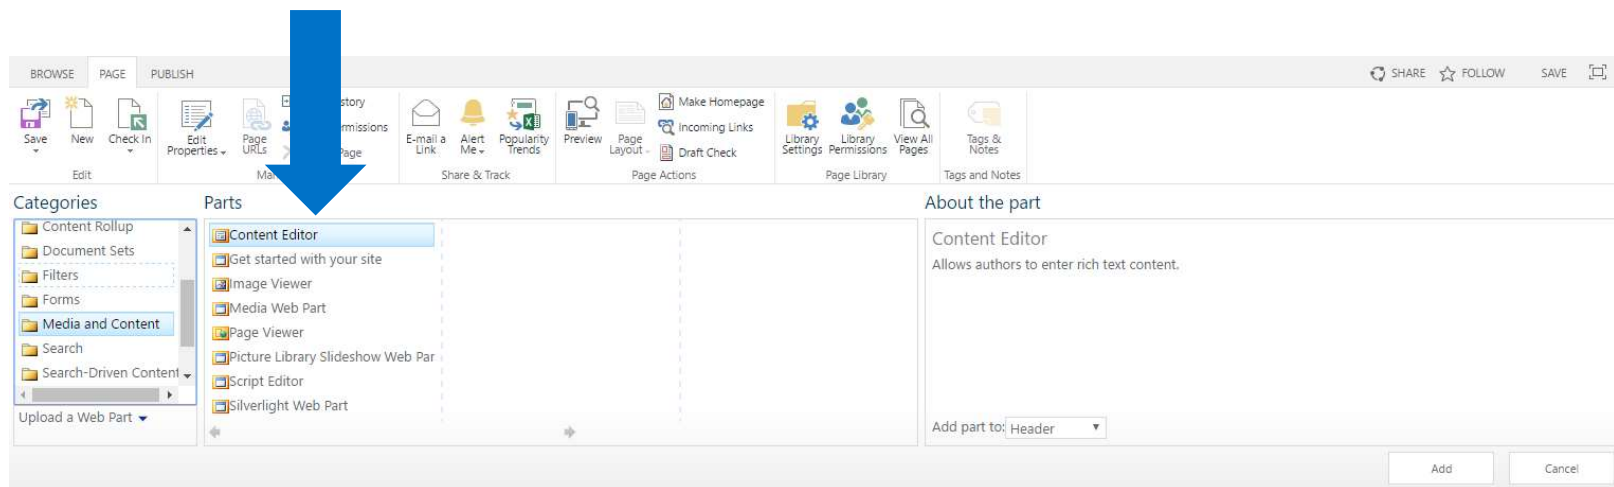 BROWSE PAGE PUBLISH SHARE FOLLOW SAVE
Save
New
Check In
Edit
Edit
Properties
Page
URLs
story
rmissions
Page
Ma
E-mail a
Link
Alert
Me
Popularity
Trends
Share & Track
Preview
Page
Layout
Make Homepage
Incoming Links
Draft Check
Page Actions
Library
Settings
Library
Permissions
View All
Pages
Page Library
Tags &
Notes
Tags and Notes
Categories
Content Rollup
Document Sets
Filters
Forms
Media and Content
Search
Search-Driven Content
Upload a Web Part
Parts
Content Editor
Get started with your site
Image Viewer
Media Web Part
Page Viewer
Picture Library Slideshow Web Par
Script Editor
Silverlight Web Part
About the part
Content Editor
Allows authors to enter rich text content.
Add part to: Header
Add Cancel